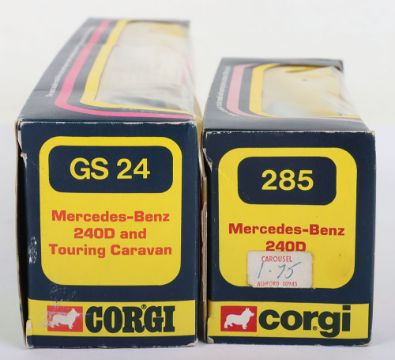 GS 24
Mercedes-Benz
240D and
Touring Caravan
CORGI
285
Mercedes-Benz
240D
CAROUSEL
1.75
corgi